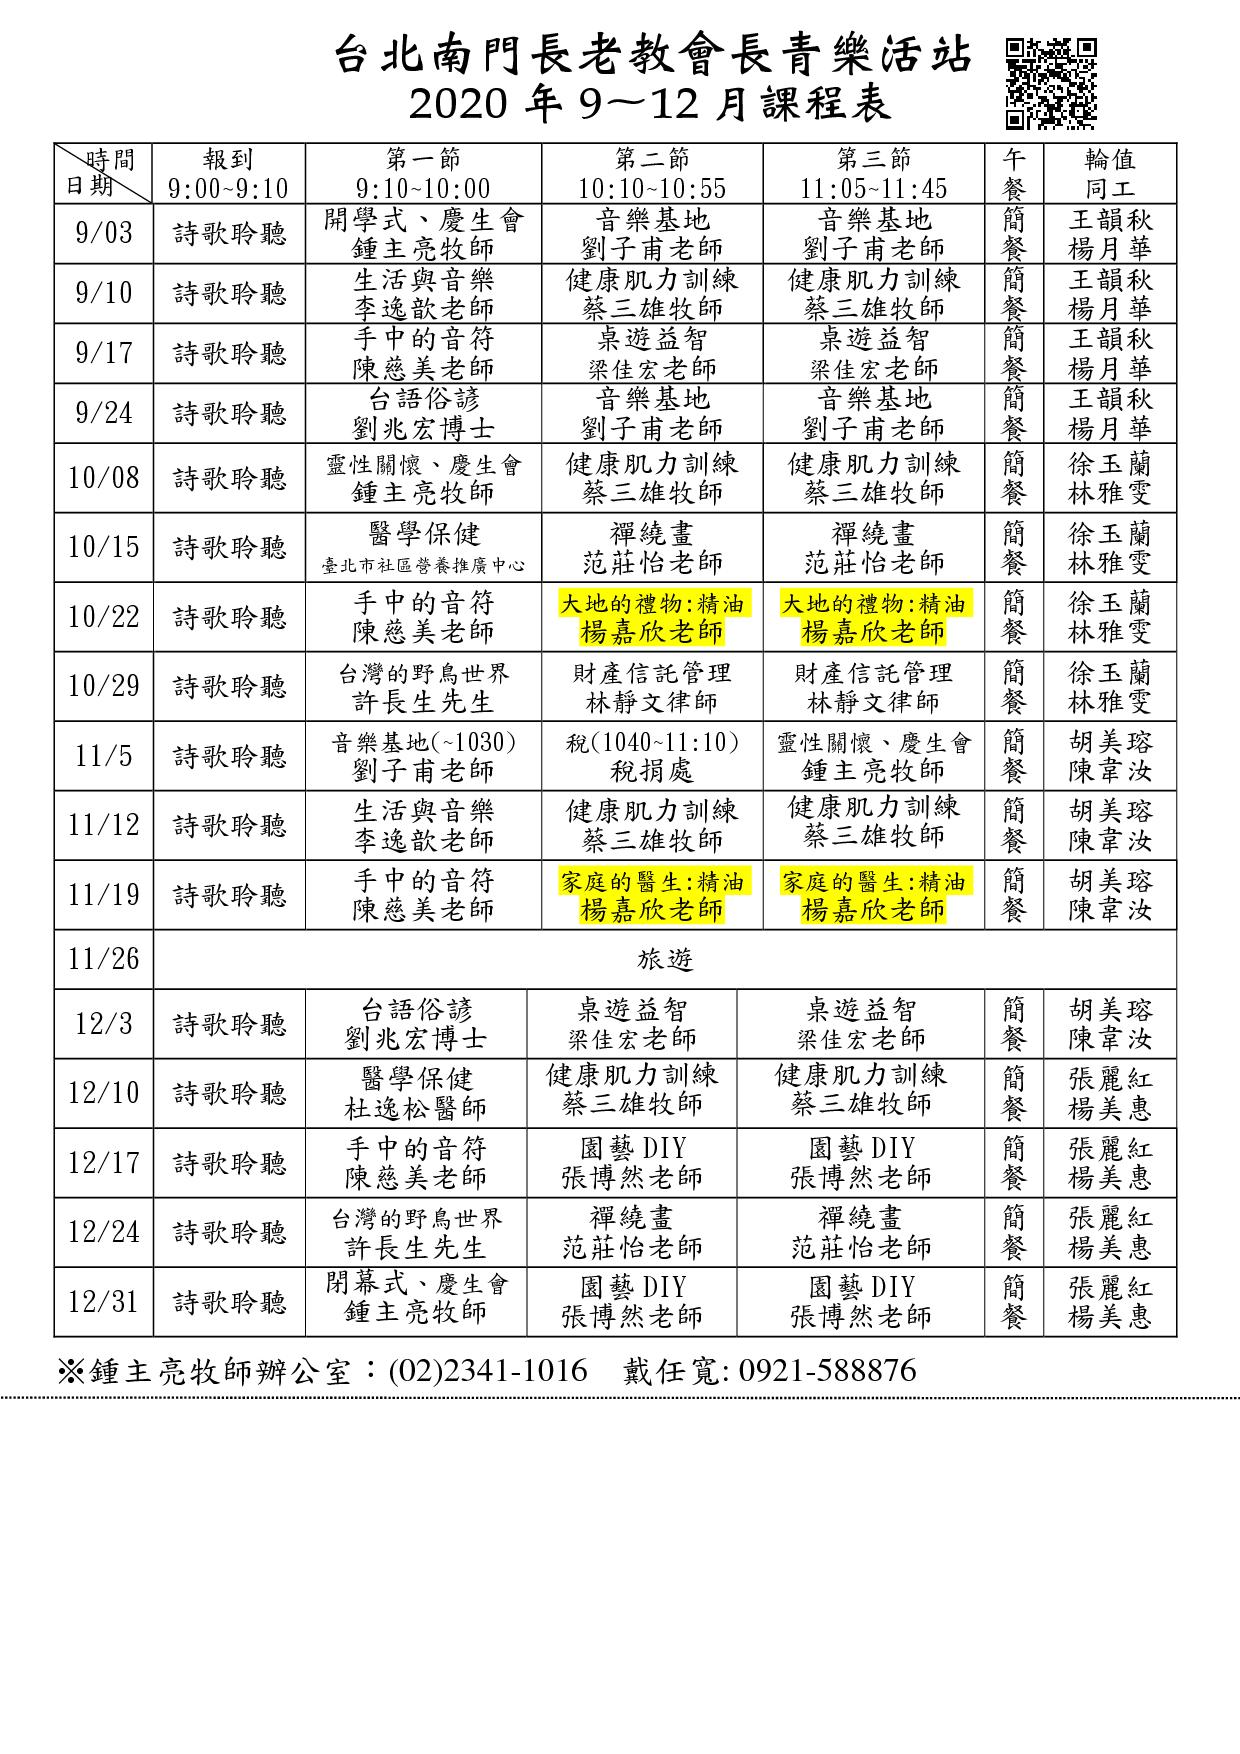 台北南門長老教會長青樂活站
2020 年 9～12 月課程表
時間
日期
報到
9:00~9:10
第一節
9:10~10:00
第二節
10:10~10:55
第三節
11:05~11:45
午
餐
輪值
同工
9/03
詩歌聆聽
開學式、慶生會
鍾主亮牧師
音樂基地
劉子甫老師
音樂基地
劉子甫老師
簡
餐
王韻秋
楊月華
9/10
詩歌聆聽
生活與音樂
李逸歆老師
健康肌力訓練
蔡三雄牧師
健康肌力訓練
蔡三雄牧師
簡
餐
王韻秋
楊月華
9/17
詩歌聆聽
手中的音符
陳慈美老師
桌遊益智
梁佳宏老師
桌遊益智
梁佳宏老師
簡
餐
王韻秋
楊月華
9/24
詩歌聆聽
台語俗諺
劉兆宏博士
音樂基地
劉子甫老師
音樂基地
劉子甫老師
簡
餐
王韻秋
楊月華
10/08
詩歌聆聽
靈性關懷、慶生會
鍾主亮牧師
健康肌力訓練
蔡三雄牧師
健康肌力訓練
蔡三雄牧師
簡
餐
徐玉蘭
林雅雯
10/15
詩歌聆聽
醫學保健
臺北市社區營養推廣中心
禪繞畫
范莊怡老師
禪繞畫
范莊怡老師
簡
餐
徐玉蘭
林雅雯
10/22
詩歌聆聽
手中的音符
陳慈美老師
大地的禮物:精油
楊嘉欣老師
大地的禮物:精油
楊嘉欣老師
簡
餐
徐玉蘭
林雅雯
10/29
詩歌聆聽
台灣的野鳥世界
許長生先生
財產信託管理
林靜文律師
財產信託管理
林靜文律師
簡
餐
徐玉蘭
林雅雯
11/5
詩歌聆聽
音樂基地(~1030)
劉子甫老師
稅(1040~11:10)
稅捐處
靈性關懷、慶生會
鍾主亮牧師
簡
餐
胡美瑢
陳韋汝
11/12
詩歌聆聽
生活與音樂
李逸歆老師
健康肌力訓練
蔡三雄牧師
健康肌力訓練
蔡三雄牧師
簡
餐
胡美瑢
陳韋汝
11/19
詩歌聆聽
手中的音符
陳慈美老師
家庭的醫生:精油
楊嘉欣老師
家庭的醫生:精油
楊嘉欣老師
簡
餐
胡美瑢
陳韋汝
11/26
旅遊
12/3
詩歌聆聽
台語俗諺
劉兆宏博士
桌遊益智
梁佳宏老師
桌遊益智
梁佳宏老師
簡
餐
胡美瑢
陳韋汝
12/10
詩歌聆聽
醫學保健
杜逸松醫師
健康肌力訓練
蔡三雄牧師
健康肌力訓練
蔡三雄牧師
簡
餐
張麗紅
楊美惠
12/17
詩歌聆聽
手中的音符
陳慈美老師
園藝 DIY
張博然老師
園藝 DIY
張博然老師
簡
餐
張麗紅
楊美惠
12/24
詩歌聆聽
台灣的野鳥世界
許長生先生
禪繞畫
范莊怡老師
禪繞畫
范莊怡老師
簡
餐
張麗紅
楊美惠
12/31
詩歌聆聽
閉幕式、慶生會
鍾主亮牧師
園藝 DIY
張博然老師
園藝 DIY
張博然老師
簡
餐
張麗紅
楊美惠
※鍾主亮牧師辦公室：(02)2341-1016 戴任寬: 0921-588876